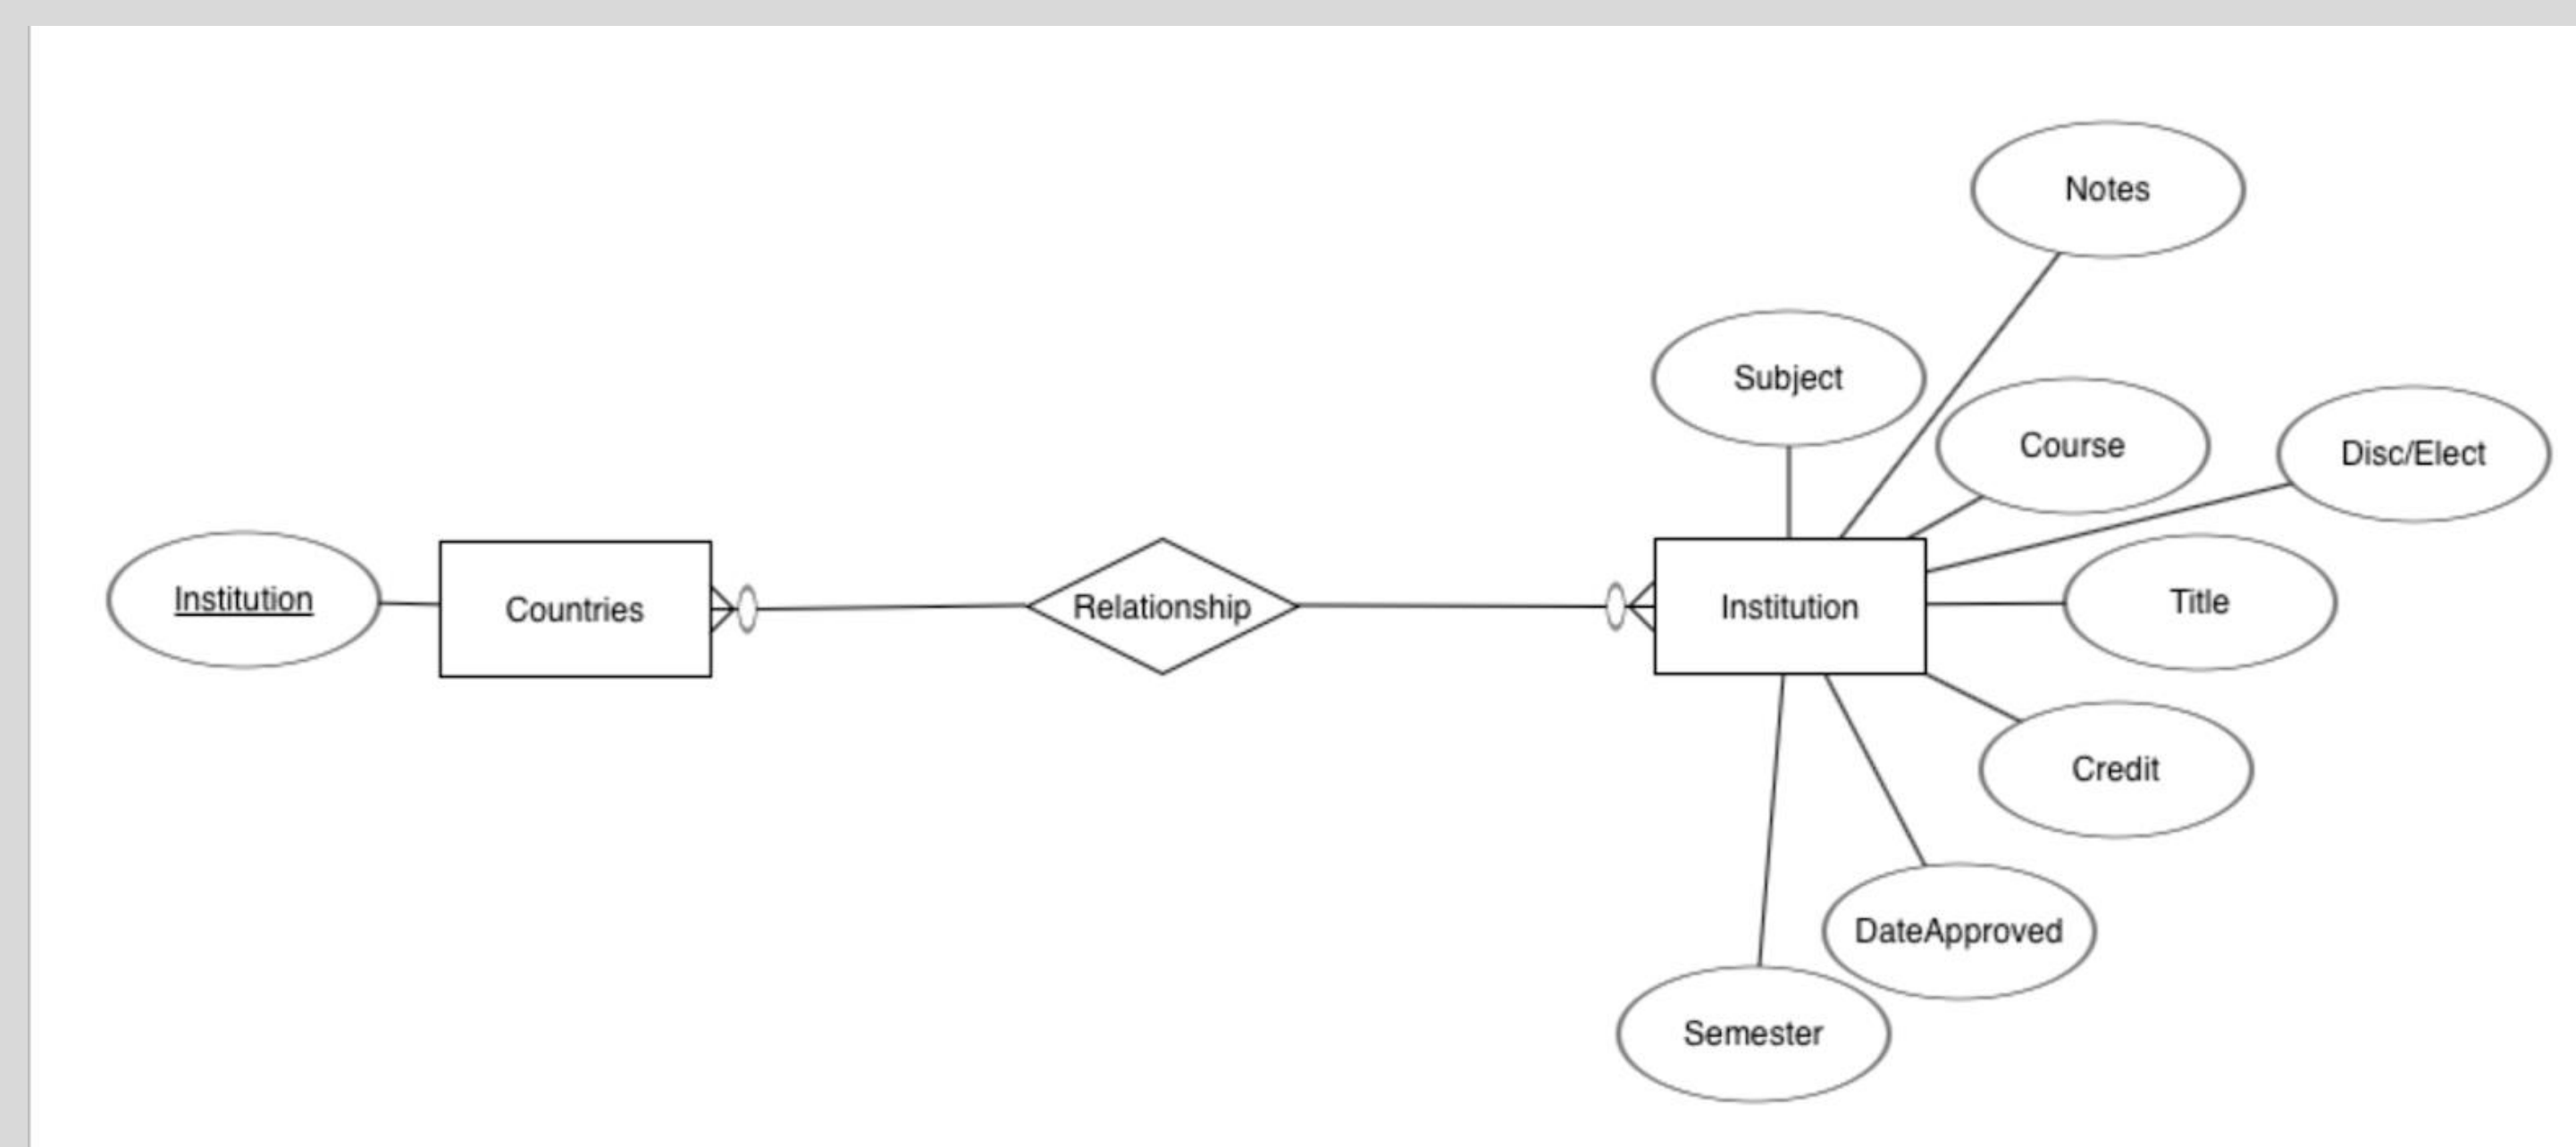 Notes
Subject
Course
Disc/Elect
Institution
Countries
Relationship
Institution
Title
Credit
DateApproved
Semester